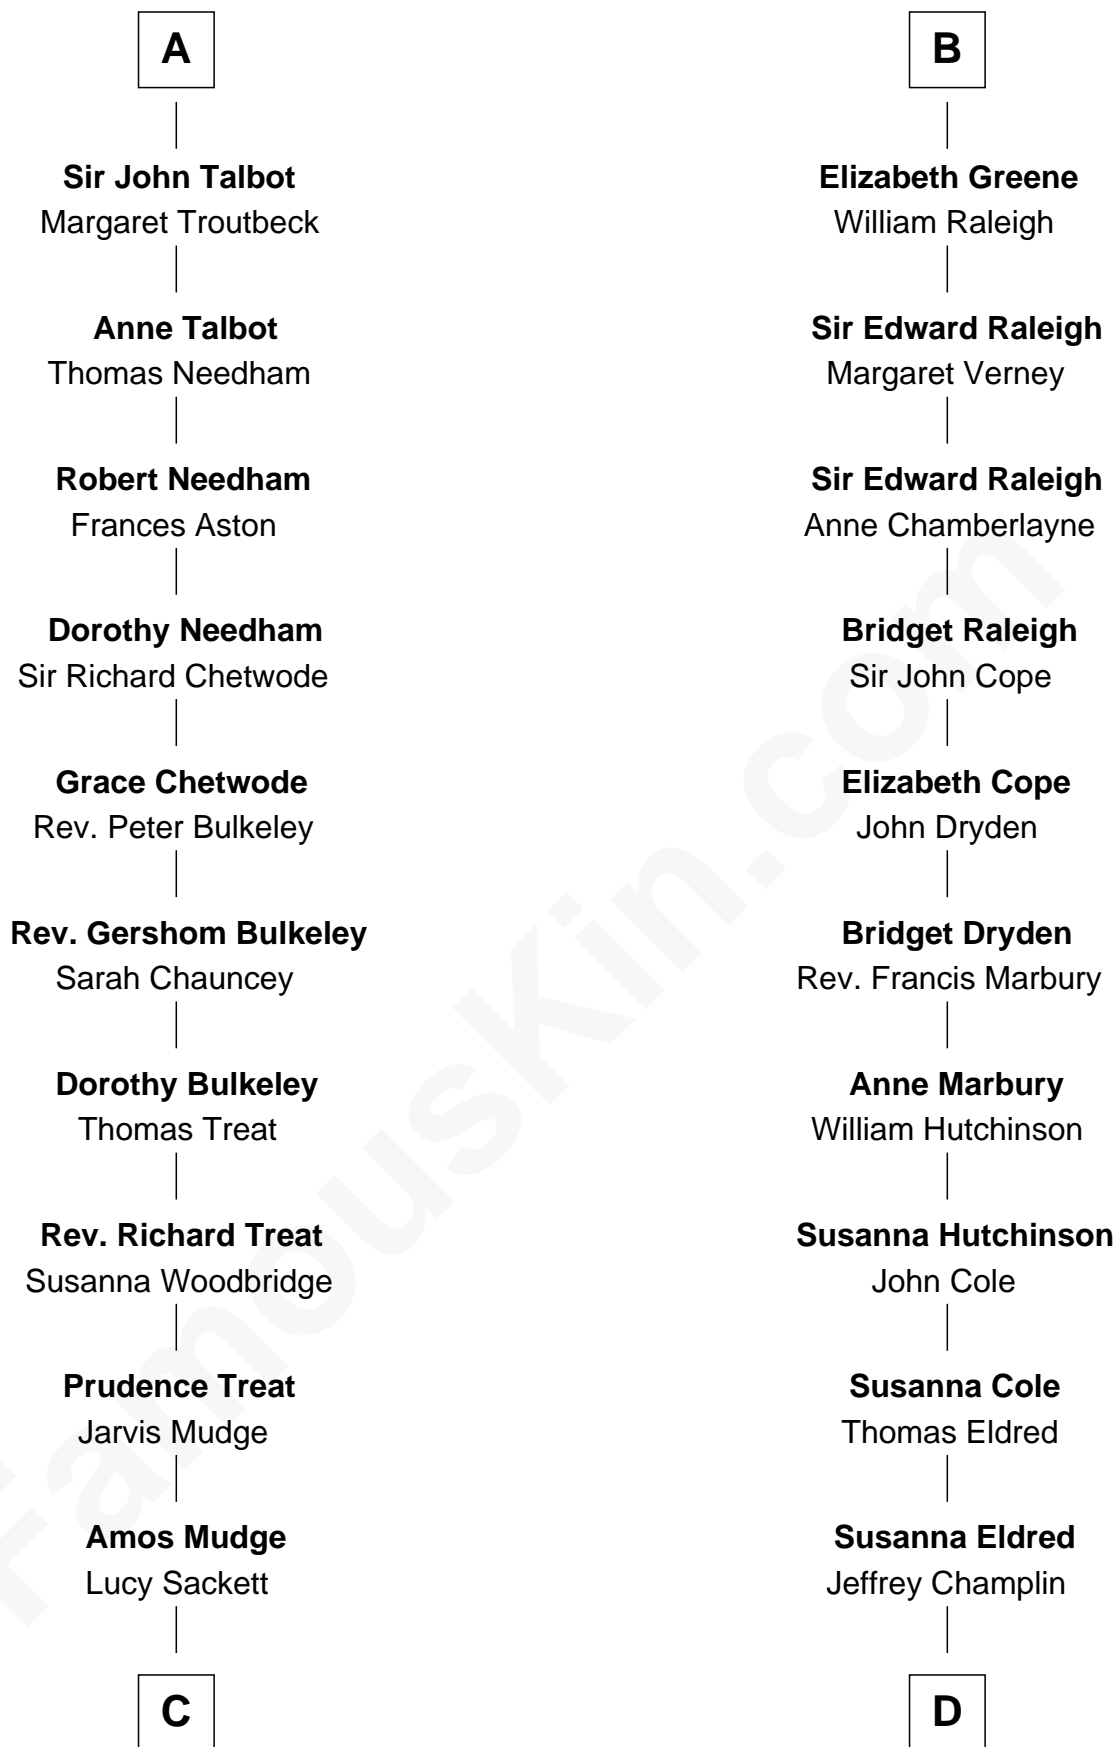 A
Sir John Talbot
Margaret Troutbeck
Anne Talbot
Thomas Needham
Robert Needham
Frances Aston
Dorothy Needham
Sir Richard Chetwode
Grace Chetwode
Rev. Peter Bulkeley
Rev. Gershom Bulkeley
Sarah Chauncey
Dorothy Bulkeley
Thomas Treat
Rev. Richard Treat
Susanna Woodbridge
Prudence Treat
Jarvis Mudge
Amos Mudge
Lucy Sackett
C
B
Elizabeth Greene
William Raleigh
Sir Edward Raleigh
Margaret Verney
Sir Edward Raleigh
Anne Chamberlayne
Bridget Raleigh
Sir John Cope
Elizabeth Cope
John Dryden
Bridget Dryden
Rev. Francis Marbury
Anne Marbury
William Hutchinson
Susanna Hutchinson
John Cole
Susanna Cole
Thomas Eldred
Susanna Eldred
Jeffrey Champlin
D
FamousKin.com